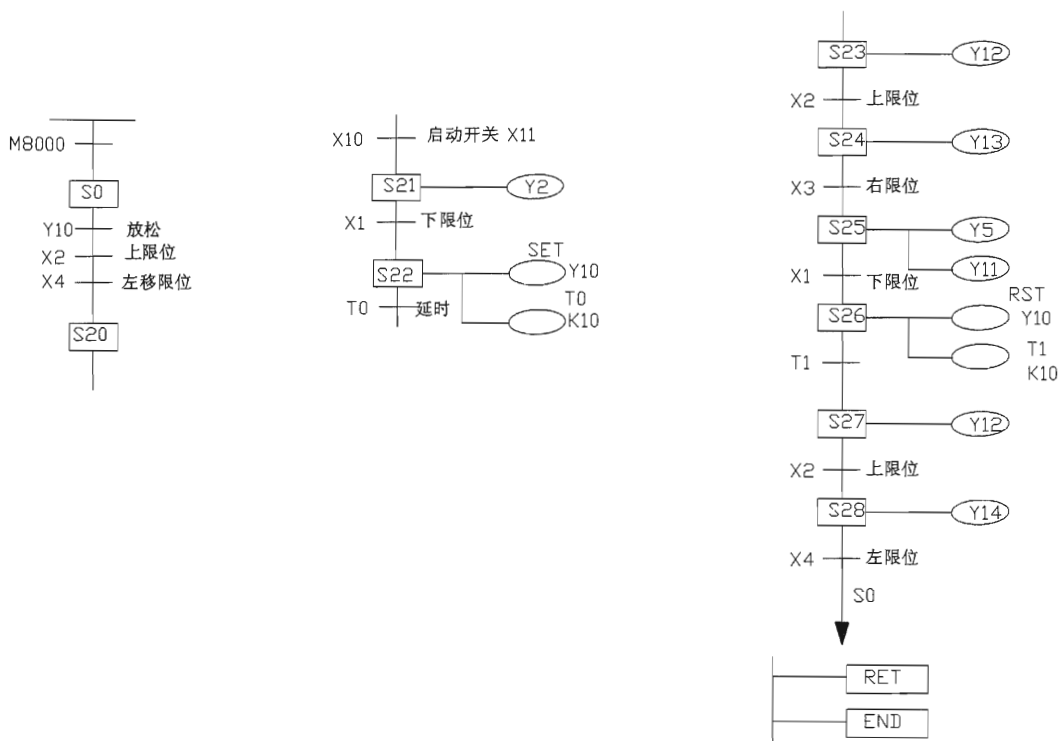 M8000
S0
Y10 放松
X2 上限位
X4 左移限位
S20
X10 启动开关 X11
S21 Y2
X1 下限位
SET
S22 Y10
T0 延时
T0
K10
S23 Y12
X2 上限位
S24 Y13
X3 右限位
S25 Y5
Y11
X1 下限位
RST
S26 Y10
T1
K10
T1
S27 Y12
X2 上限位
S28 Y14
X4 左限位
S0
RET
END